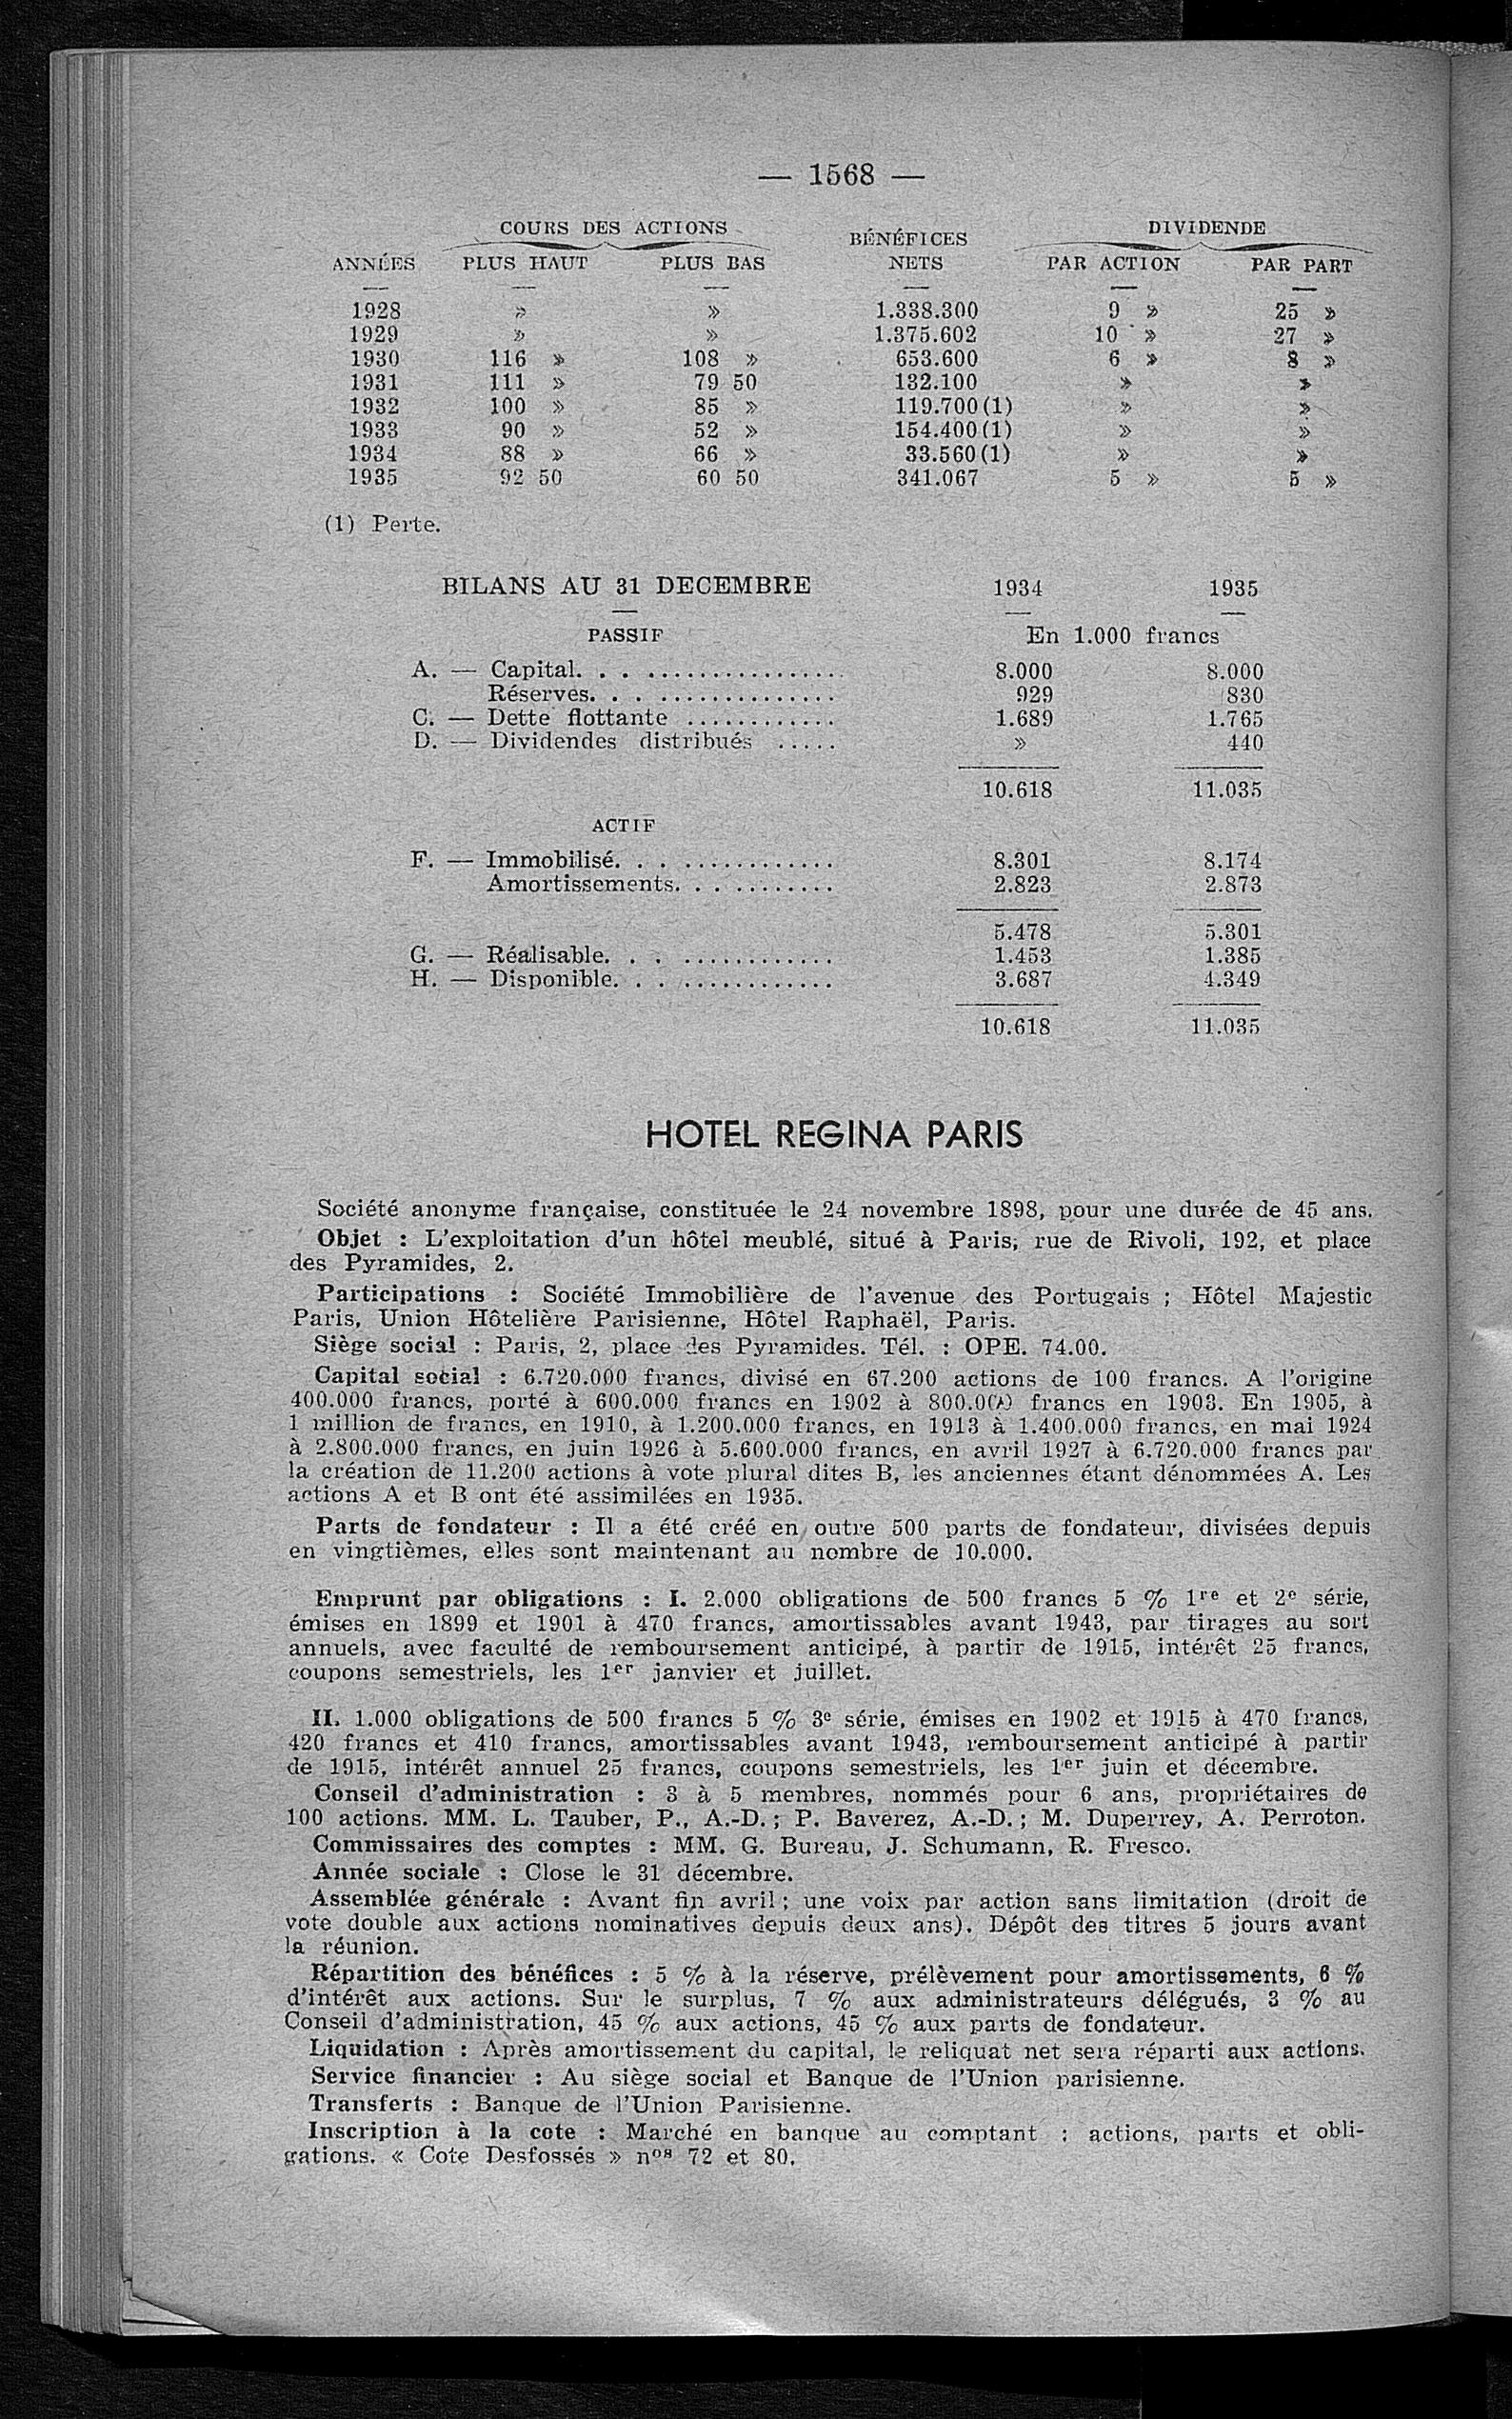 — 1568 —
COURS DES ACTIONS BÉNÉFICES DIVIDENDE
ANNÉES PLUS HAUT PLUS BAS NETS PAR ACTION PAR PART
1928 » » 1.338.300 9 » 25 »
1929 » » 1.375.602 10 » 27 »
1930 116 » 108 » 653.600 6 » 8 »
1931 111 » 79 50 132.100 » »
1932 100 » 85 » 119.700 (1) » »
1933 90 » 52 » 154.400 (1) » »
1934 88 » 66 » 33.560 (1) » »
1935 92 50 60 50 341.067 5 » 5 »
(1) Perte.
BILANS AU 31 DECEMBRE 1934 1935
PASSIF En 1.000 francs
A. — Capital. . . ................ 8.000 8.000
Réserves. . . ............... 929 830
C. — Dette flottante ............ 1.689 1.765
D. — Dividendes distribués ..... » 440
10.618 11.035
ACTIF
F. — Immobilisé. . . ............. 8.301 8.174
Amortissements. . . ......... 2.823 2.873
5.478 5.301
G. — Réalisable. . . ............. 1.453 1.385
H. — Disponible. . . ............. 3.687 4.349
10.618 11.035
HOTEL REGINA PARIS
Société anonyme française, constituée le 24 novembre 1898, pour une durée de 45 ans.
Objet : L'exploitation d'un hôtel meublé, situé à Paris, rue de Rivoli, 192, et place
des Pyramides, 2.
Participations : Société Immobilière de l'avenue des Portugais ; Hôtel Majestic
Paris, Union Hôtelière Parisienne, Hôtel Raphaël, Paris.
Siège social : Paris, 2, place des Pyramides. Tél. : OPE. 74.00.
Capital social : 6.720.000 francs, divisé en 67.200 actions de 100 francs. A l'origine
400.000 francs, porté à 600.000 francs en 1902 à 800.000 francs en 1903. En 1905, à
1 million de francs, en 1910, à 1.200.000 francs, en 1913 à 1.400.000 francs, en mai 1924
à 2.800.000 francs, en juin 1926 à 5.600.000 francs, en avril 1927 à 6.720.000 francs par
la création de 11.200 actions à vote plural dites B, les anciennes étant dénommées A. Les
actions A et B ont été assimilées en 1935.
Parts de fondateur : Il a été créé en outre 500 parts de fondateur, divisées depuis
en vingtièmes, elles sont maintenant au nombre de 10.000.
Emprunt par obligations : I. 2.000 obligations de 500 francs 5 % 1re et 2e série,
émises en 1899 et 1901 à 470 francs, amortissables avant 1943, par tirages au sort
annuels, avec faculté de remboursement anticipé, à partir de 1915, intérêt 25 francs,
coupons semestriels, les 1er janvier et juillet.
II. 1.000 obligations de 500 francs 5 % 3e série, émises en 1902 et 1915 à 470 francs,
420 francs et 410 francs, amortissables avant 1943, remboursement anticipé à partir
de 1915, intérêt annuel 25 francs, coupons semestriels, les 1er juin et décembre.
Conseil d'administration : 3 à 5 membres, nommés pour 6 ans, propriétaires de
100 actions. MM. L. Tauber, P., A.-D. ; P. Baverez, A.-D. ; M. Duperrey, A. Perroton.
Commissaires des comptes : MM. G. Bureau, J. Schumann, R. Fresco.
Année sociale : Close le 31 décembre.
Assemblée générale : Avant fin avril ; une voix par action sans limitation (droit de
vote double aux actions nominatives depuis deux ans). Dépôt des titres 5 jours avant
la réunion.
Répartition des bénéfices : 5 % à la réserve, prélèvement pour amortissements, 6 %
d'intérêt aux actions. Sur le surplus, 7 % aux administrateurs délégués, 3 % au
Conseil d'administration, 45 % aux actions, 45 % aux parts de fondateur.
Liquidation : Après amortissement du capital, le reliquat net sera réparti aux actions.
Service financier : Au siège social et Banque de l'Union parisienne.
Transferts : Banque de l'Union Parisienne.
Inscription à la cote : Marché en banque au comptant : actions, parts et obli-
gations. « Cote Desfossés » nos 72 et 80.